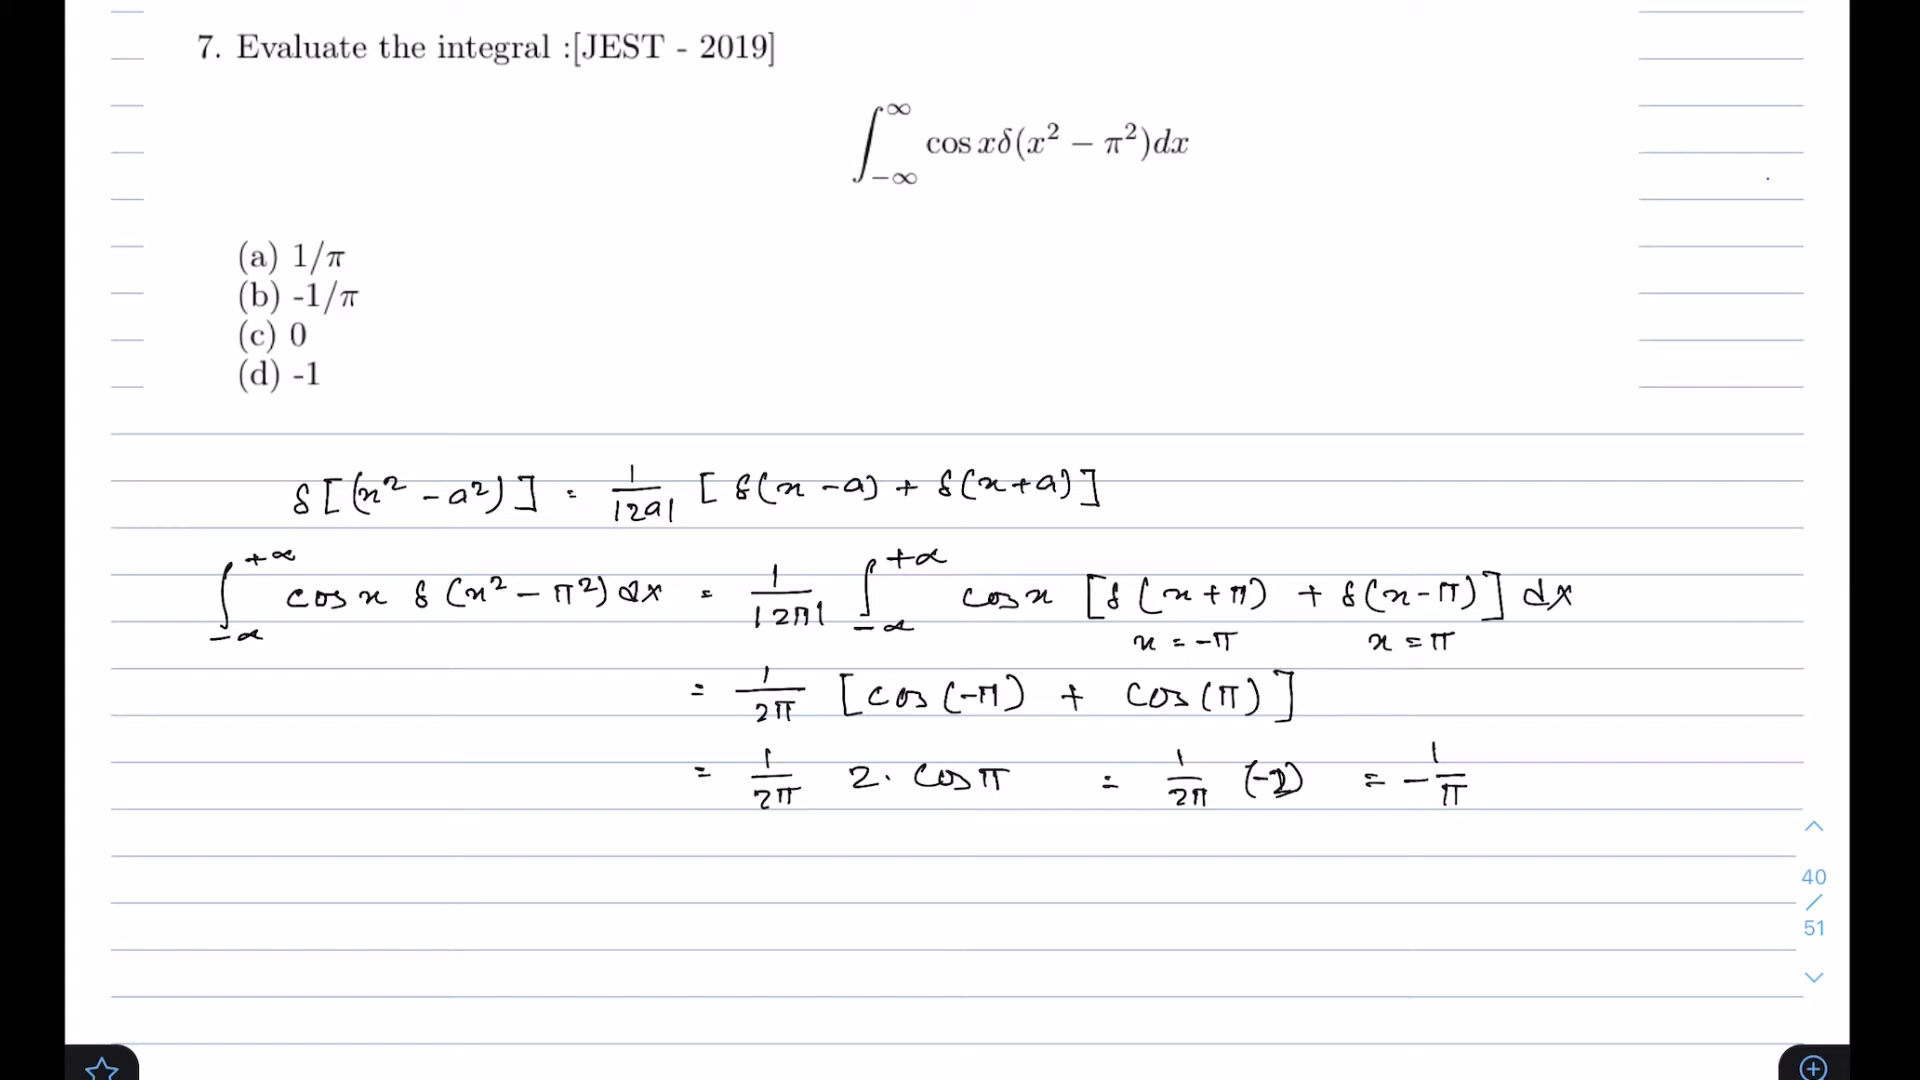 7. Evaluate the integral :[JEST - 2019]
∫_{-∞}^{∞} cos xδ(x² − π²)dx
(a) 1/π
(b) -1/π
(c) 0
(d) -1
δ[(x² - a²)] = 1/|2a| [δ(x - a) + δ(x + a)]
∫_{-∞}^{+∞} cos x δ(x² - π²) dx = 1/|2π| ∫_{-∞}^{+∞} cos x [δ(x + π) + δ(x - π)] dx
x = -π x = π
= 1/2π [cos(-π) + cos(π)]
= 1/2π 2. cos π = 1/2π (-2) = -1/π
40
/
51